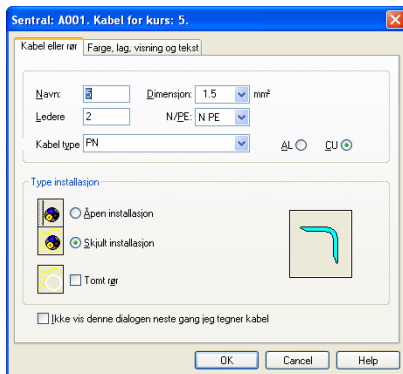 Sentral: A001. Kabel for kurs: 5.
Kabel eller rør Farge, lag, visning og tekst
Navn: 5 Dimensjon: 1.5 mm²
Ledere 2 N/PE: N PE
Kabel type PN AL CU
Type installasjon
Åpen installasjon
Skjult installasjon
Tomt rør
Ikke vis denne dialogen neste gang jeg tegner kabel
OK Cancel Help